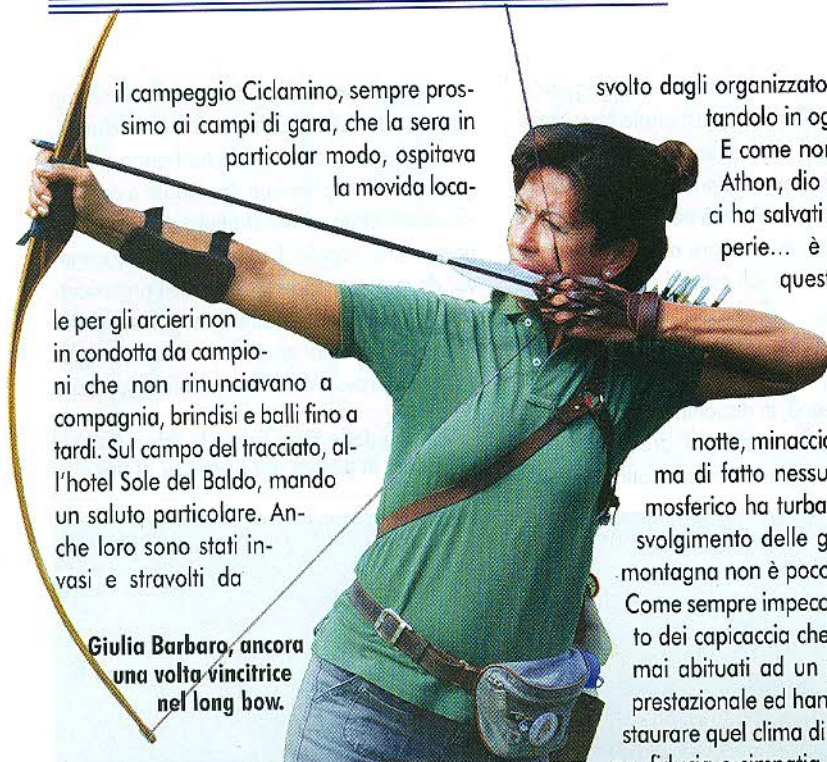 il campeggio Ciclamino, sempre pros-
simo ai campi di gara, che la sera in
particolar modo, ospitava
la movida loca-
le per gli arcieri non
in condotta da campio-
ni che non rinunciavano a
compagnia, brindisi e balli fino a
tardi. Sul campo del tracciato, al-
l'hotel Sole del Baldo, mando
un saluto particolare. An-
che loro sono stati in-
vasi e stravolti da
Giulia Barbaro, ancora
una volta vincitrice
nel long bow.
svolto dagli organizzato
tandolo in og
E come non
Athon, dio
ci ha salvati
perie... è
quest
notte, minaccio
ma di fatto nessu
mosferico ha turba
svolgimento delle g
montagna non è poco
Come sempre impecc
to dei capicaccia che
mai abituati ad un
prestazionale ed han
staurare quel clima di
fiducia e simpatia